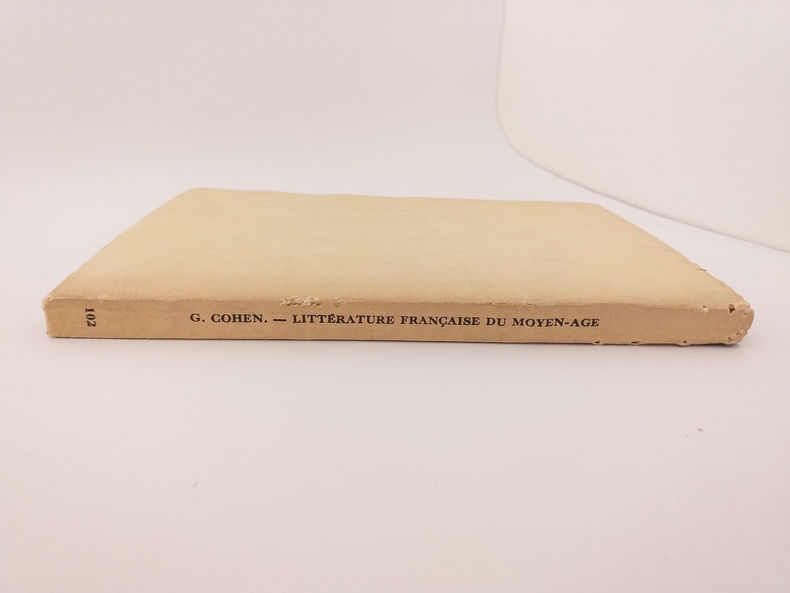 102
G. COHEN. — LITTÉRATURE FRANÇAISE DU MOYEN-AGE